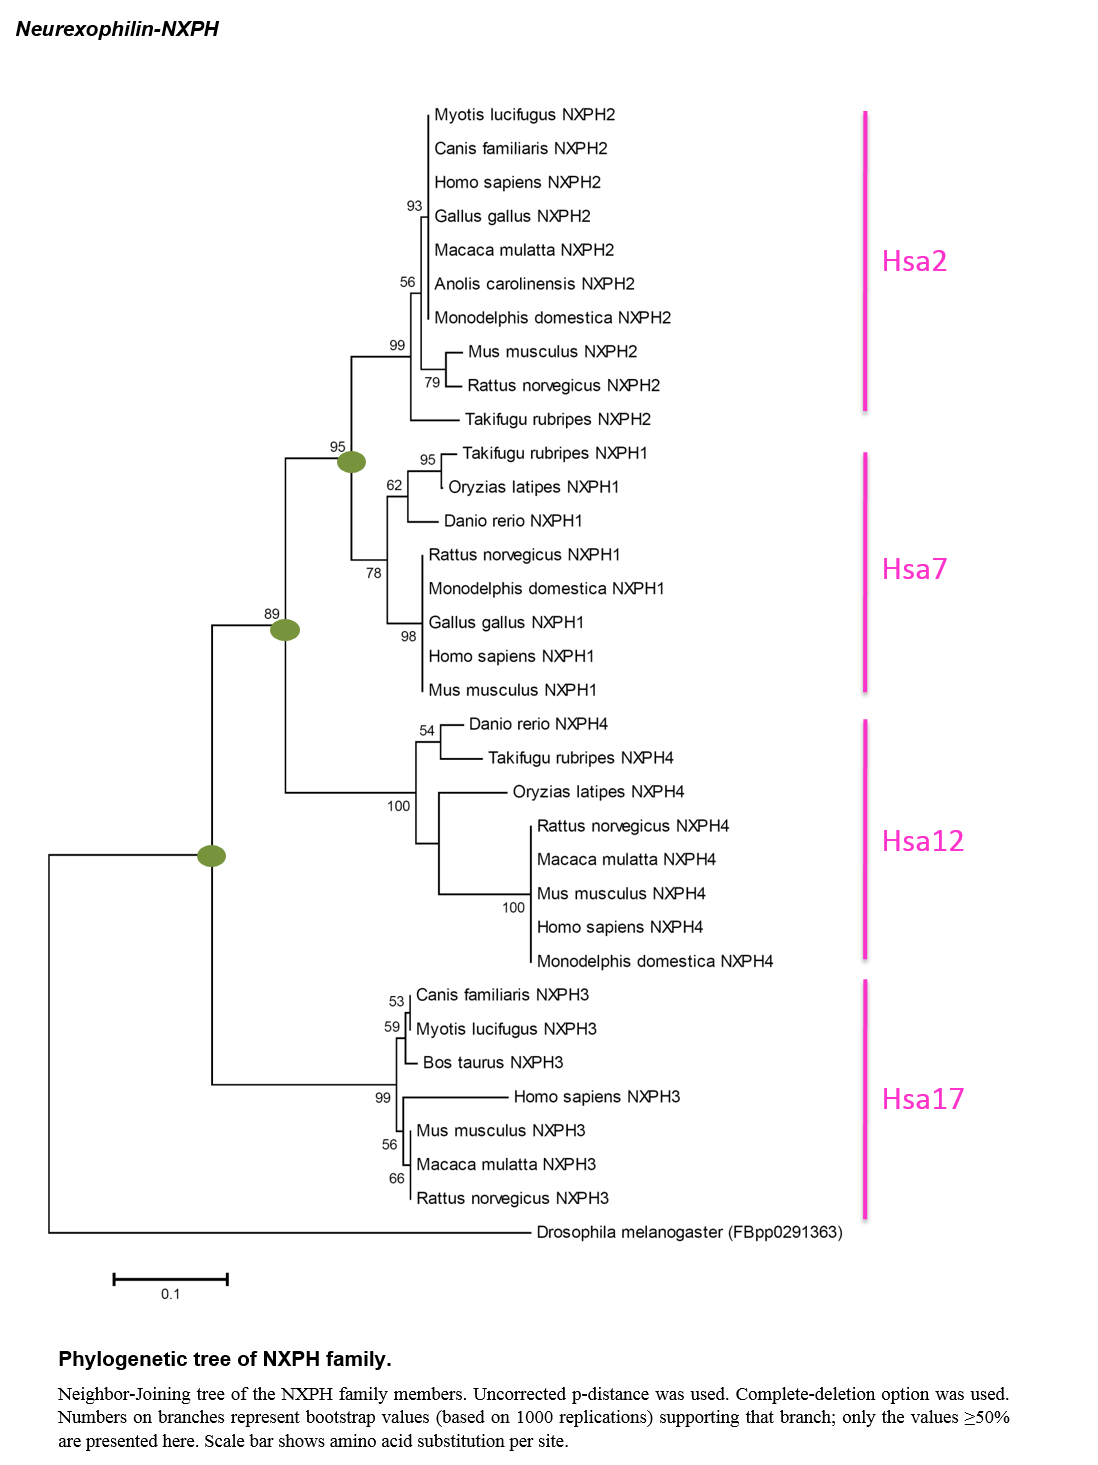 Neurexophilin-NXPH
Myotis lucifugus NXPH2
Canis familiaris NXPH2
Homo sapiens NXPH2
93
Gallus gallus NXPH2
Macaca mulatta NXPH2
Hsa2
56
Anolis carolinensis NXPH2
Monodelphis domestica NXPH2
99
Mus musculus NXPH2
79
Rattus norvegicus NXPH2
Takifugu rubripes NXPH2
95
95
Takifugu rubripes NXPH1
62
Oryzias latipes NXPH1
Danio rerio NXPH1
Rattus norvegicus NXPH1
Hsa7
78
Monodelphis domestica NXPH1
89
Gallus gallus NXPH1
98
Homo sapiens NXPH1
Mus musculus NXPH1
54
Danio rerio NXPH4
Takifugu rubripes NXPH4
100
Oryzias latipes NXPH4
Rattus norvegicus NXPH4
Hsa12
Macaca mulatta NXPH4
Mus musculus NXPH4
100
Homo sapiens NXPH4
Monodelphis domestica NXPH4
53
Canis familiaris NXPH3
59
Myotis lucifugus NXPH3
Bos taurus NXPH3
99
Homo sapiens NXPH3
Hsa17
56
Mus musculus NXPH3
Macaca mulatta NXPH3
66
Rattus norvegicus NXPH3
Drosophila melanogaster (FBpp0291363)
0.1
Phylogenetic tree of NXPH family.
Neighbor-Joining tree of the NXPH family members. Uncorrected p-distance was used. Complete-deletion option was used.
Numbers on branches represent bootstrap values (based on 1000 replications) supporting that branch; only the values ≥50%
are presented here. Scale bar shows amino acid substitution per site.